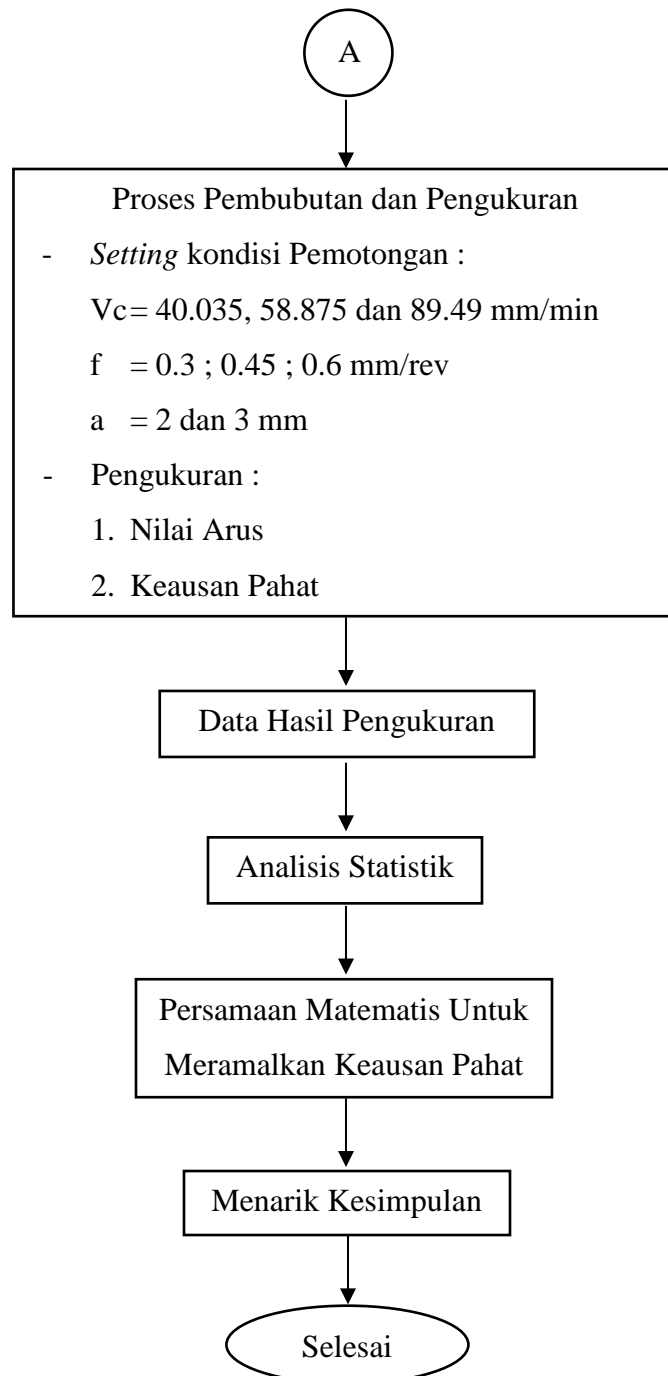 A
Proses Pembubutan dan Pengukuran
- Setting kondisi Pemotongan :
Vc = 40.035, 58.875 dan 89.49 mm/min
f = 0.3 ; 0.45 ; 0.6 mm/rev
a = 2 dan 3 mm
- Pengukuran :
1. Nilai Arus
2. Keausan Pahat
Data Hasil Pengukuran
Analisis Statistik
Persamaan Matematis Untuk
Meramalkan Keausan Pahat
Menarik Kesimpulan
Selesai